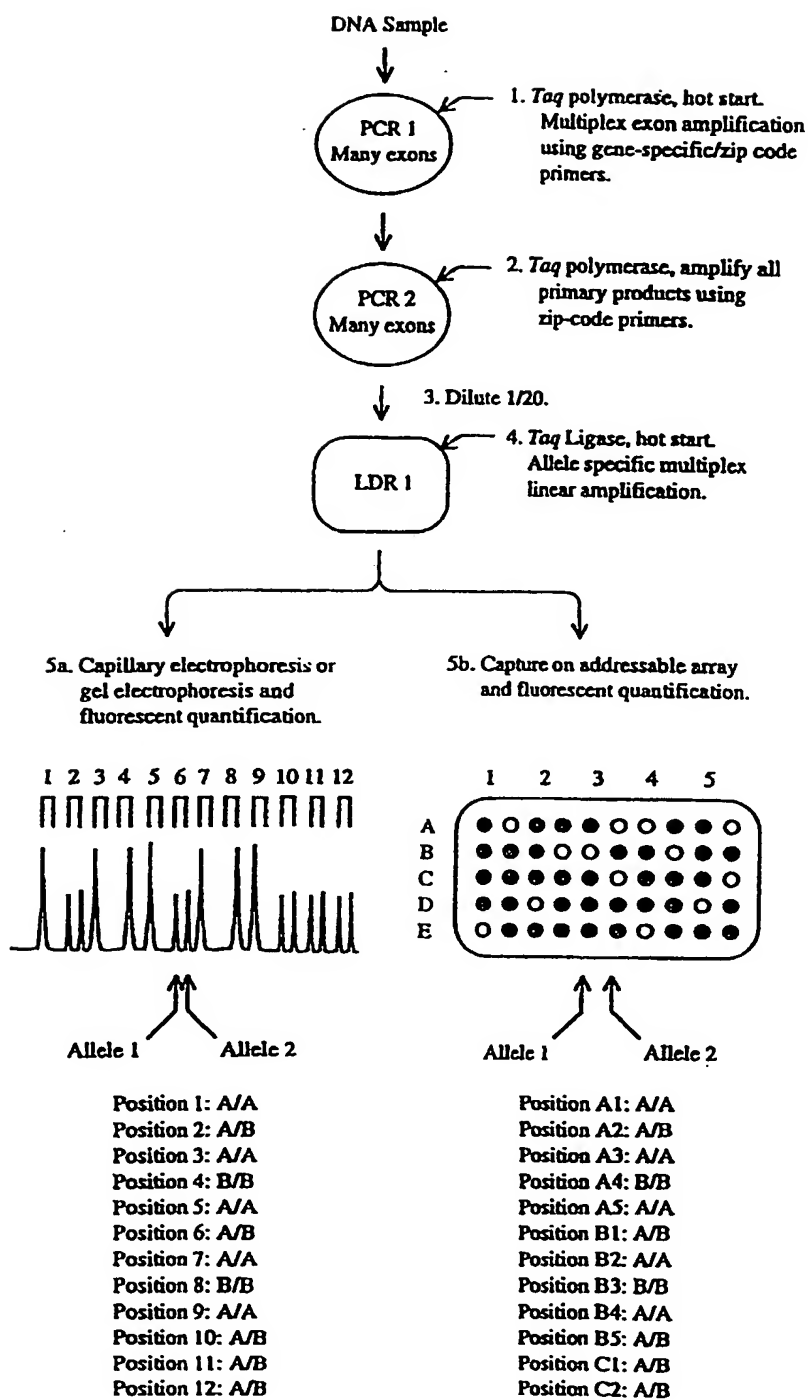 DNA Sample
PCR 1
Many exons
1. Taq polymerase, hot start.
Multiplex exon amplification
using gene-specific/zip code
primers.
PCR 2
Many exons
2. Taq polymerase, amplify all
primary products using
zip-code primers.
3. Dilute 1/20.
LDR 1
4. Taq Ligase, hot start.
Allele specific multiplex
linear amplification.
5a. Capillary electrophoresis or
gel electrophoresis and
fluorescent quantification.
5b. Capture on addressable array
and fluorescent quantification.
1 2 3 4 5 6 7 8 9 10 11 12
1 2 3 4 5
A
B
C
D
E
Allele 1 Allele 2
Allele 1 Allele 2
Position 1: A/A
Position 2: A/B
Position 3: A/A
Position 4: B/B
Position 5: A/A
Position 6: A/B
Position 7: A/A
Position 8: B/B
Position 9: A/A
Position 10: A/B
Position 11: A/B
Position 12: A/B
Position A1: A/A
Position A2: A/B
Position A3: A/A
Position A4: B/B
Position A5: A/A
Position B1: A/B
Position B2: A/A
Position B3: B/B
Position B4: A/A
Position B5: A/B
Position C1: A/B
Position C2: A/B